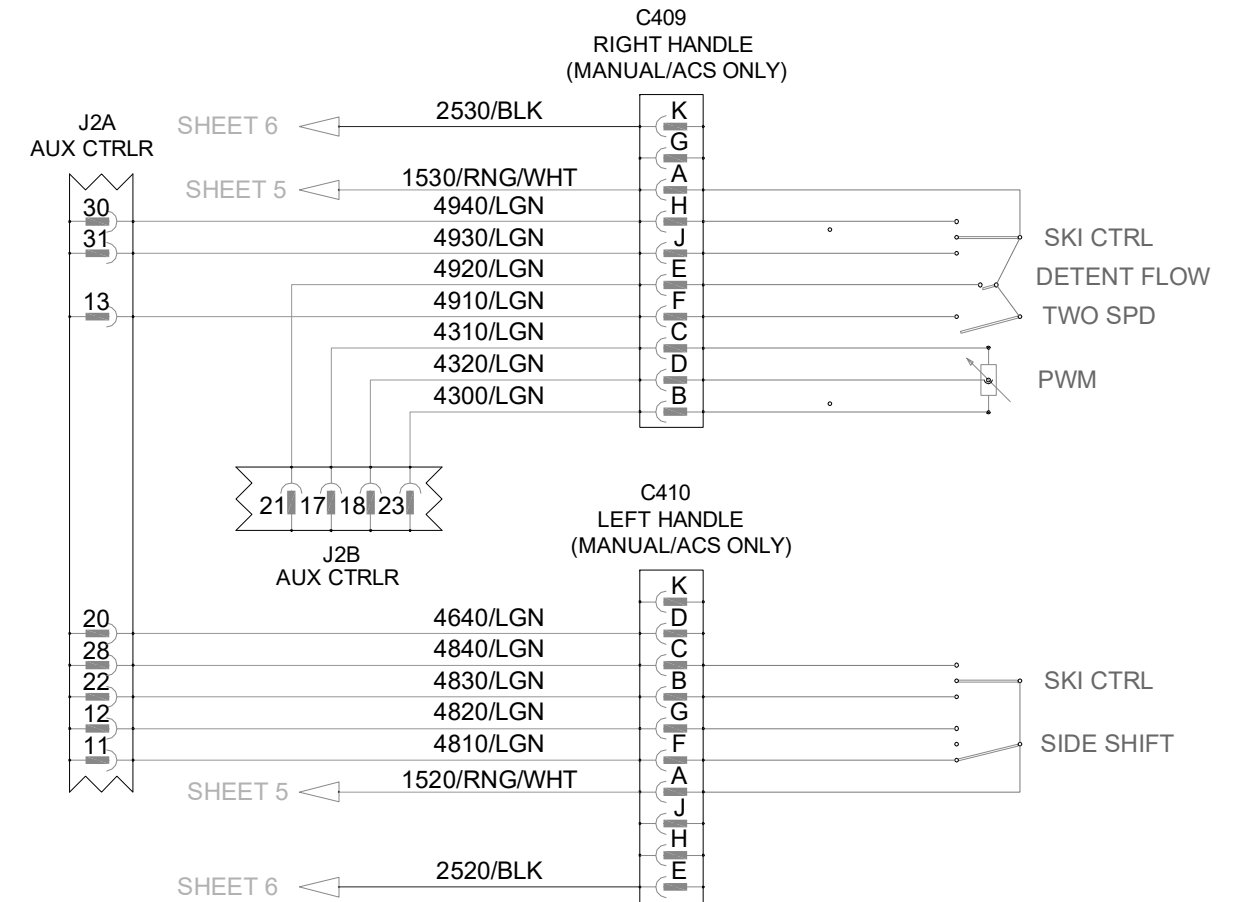 C409
RIGHT HANDLE
(MANUAL/ACS ONLY)
J2A
AUX CTRLR
SHEET 6
2530/BLK
K
G
SHEET 5
1530/RNG/WHT
A
30
4940/LGN
H
31
4930/LGN
J
SKI CTRL
4920/LGN
E
DETENT FLOW
13
4910/LGN
F
TWO SPD
4310/LGN
C
4320/LGN
D
PWM
4300/LGN
B
21 17 18 23
J2B
AUX CTRLR
C410
LEFT HANDLE
(MANUAL/ACS ONLY)
K
20
4640/LGN
D
28
4840/LGN
C
22
4830/LGN
B
SKI CTRL
12
4820/LGN
G
11
4810/LGN
F
SIDE SHIFT
SHEET 5
1520/RNG/WHT
A
J
H
SHEET 6
2520/BLK
E